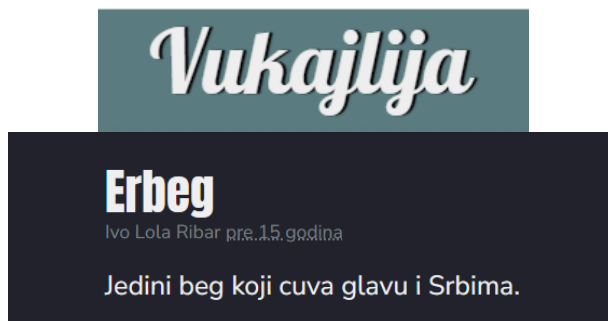 Vukajlija
Erbeg
Ivo Lola Ribar pre 15 godina
Jedini beg koji cuva glavu i Srbima.